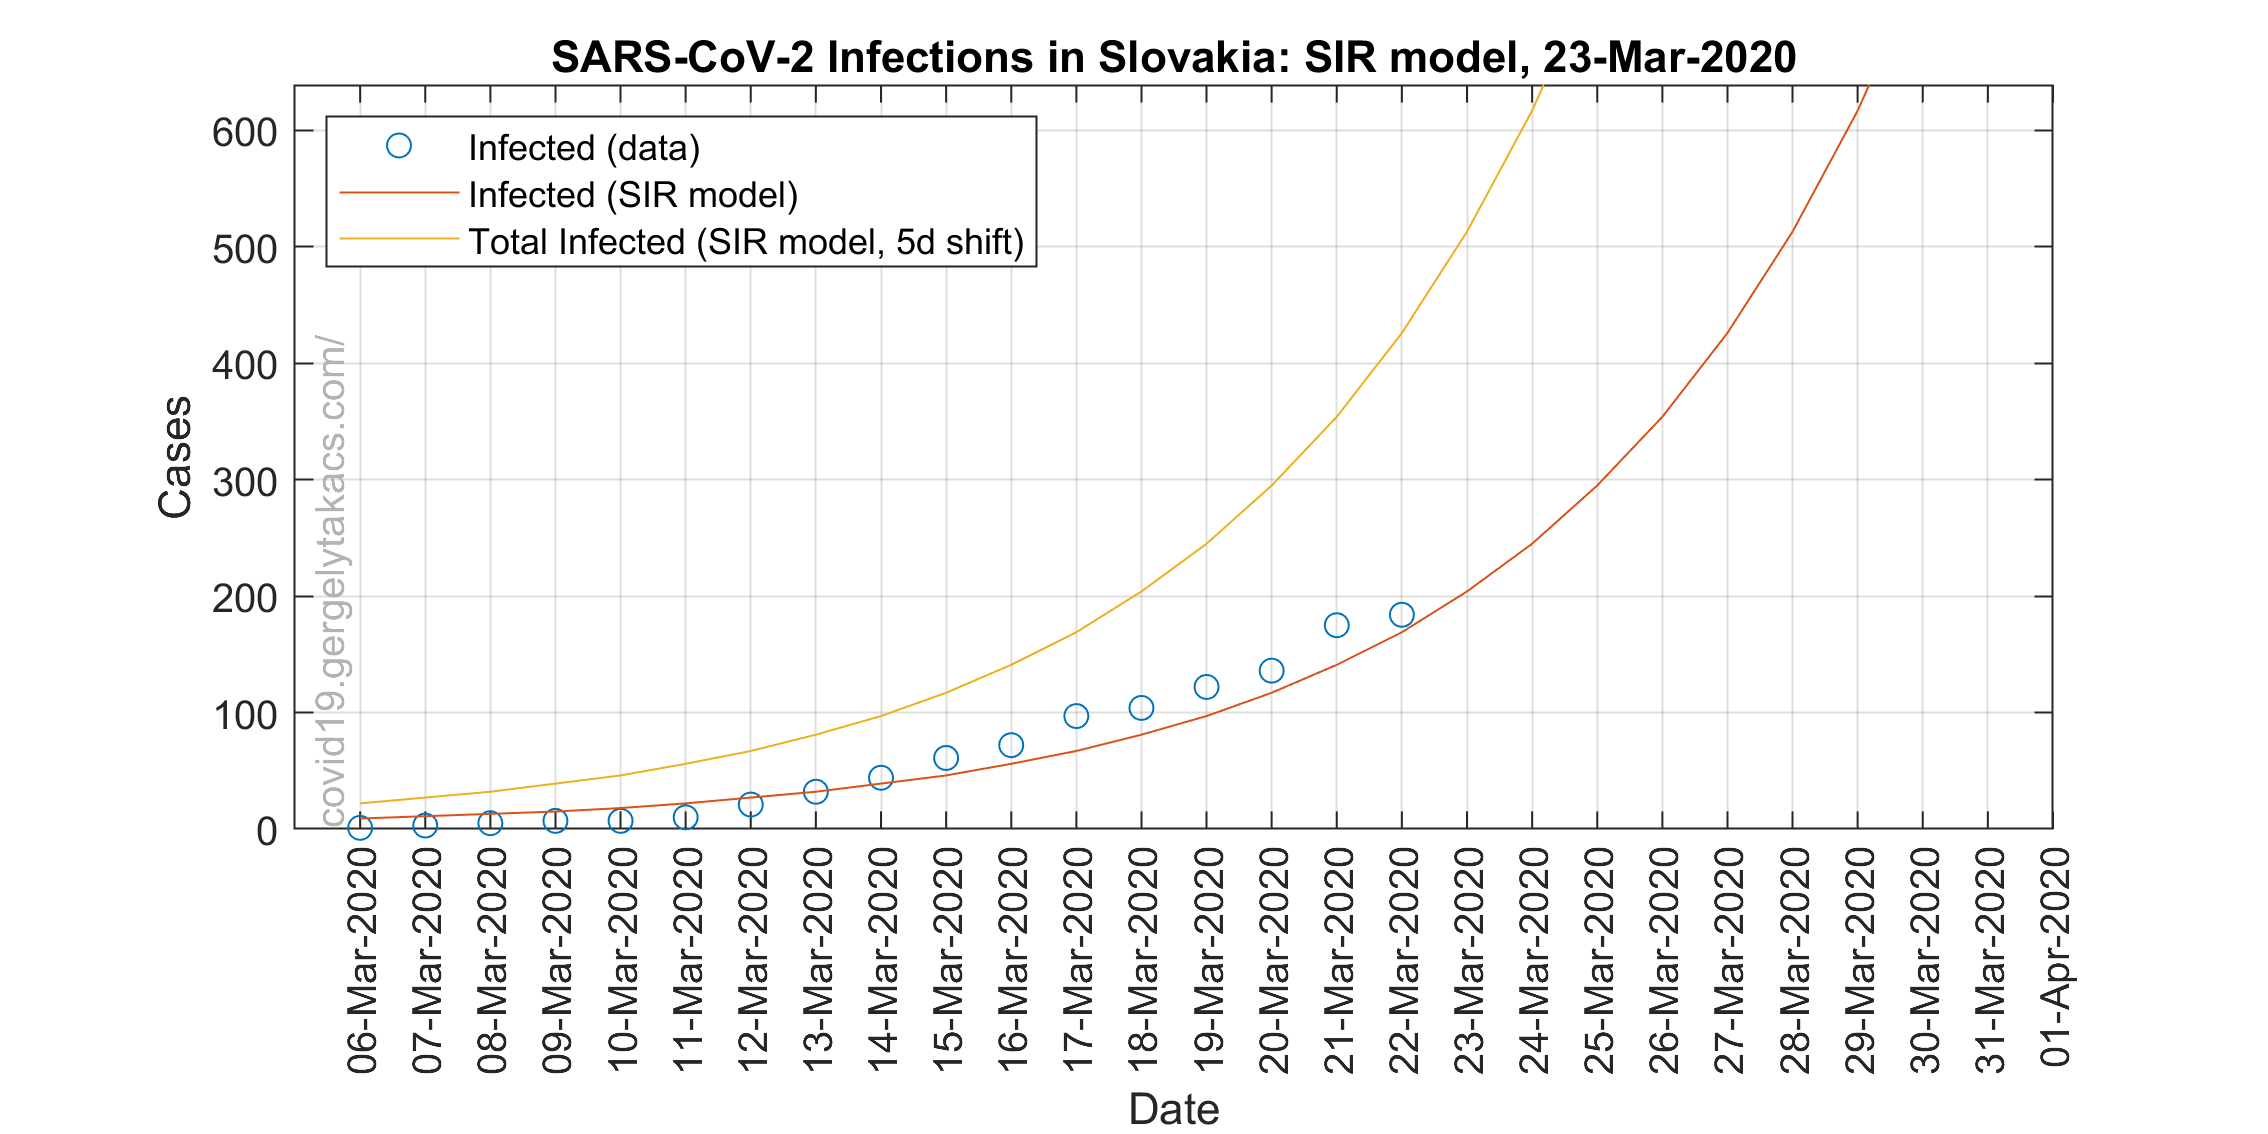 SARS-CoV-2 Infections in Slovakia: SIR model, 23-Mar-2020
Infected (data)
Infected (SIR model)
Total Infected (SIR model, 5d shift)
600
500
400
300
200
100
0
Cases
covid19.gergelytakacs.com/
06-Mar-2020
07-Mar-2020
08-Mar-2020
09-Mar-2020
10-Mar-2020
11-Mar-2020
12-Mar-2020
13-Mar-2020
14-Mar-2020
15-Mar-2020
16-Mar-2020
17-Mar-2020
18-Mar-2020
19-Mar-2020
20-Mar-2020
21-Mar-2020
22-Mar-2020
23-Mar-2020
24-Mar-2020
25-Mar-2020
26-Mar-2020
27-Mar-2020
28-Mar-2020
29-Mar-2020
30-Mar-2020
31-Mar-2020
01-Apr-2020
Date